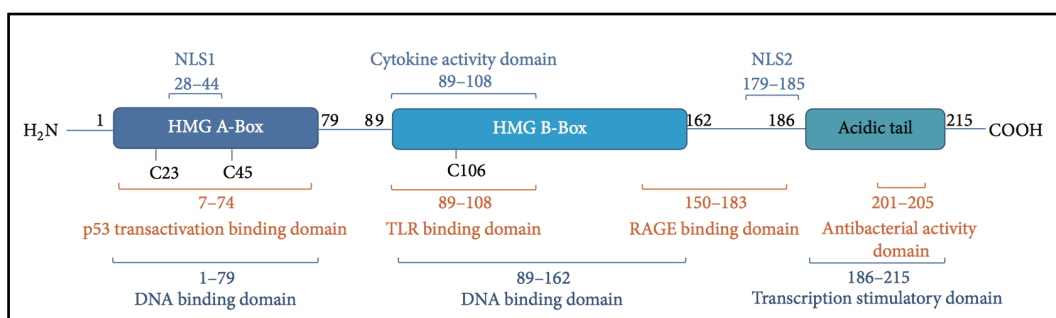 NLS1
28–44
Cytokine activity domain
89–108
NLS2
179–185
H2N
1
HMG A-Box
79
89
HMG B-Box
162
186
Acidic tail
215
COOH
C23
C45
C106
7–74
p53 transactivation binding domain
89–108
TLR binding domain
150–183
RAGE binding domain
201–205
Antibacterial activity
domain
1–79
DNA binding domain
89–162
DNA binding domain
186–215
Transcription stimulatory domain